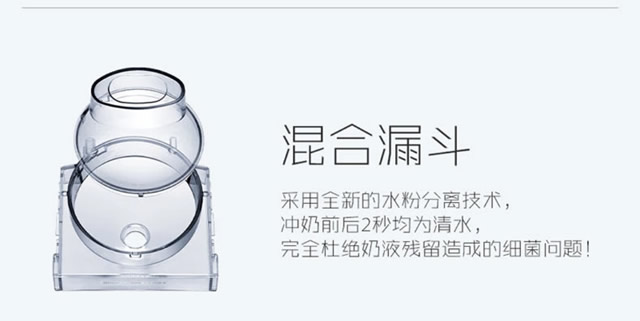 混合漏斗
采用全新的水粉分离技术，
冲奶前后2秒均为清水，
完全杜绝奶液残留造成的细菌问题！